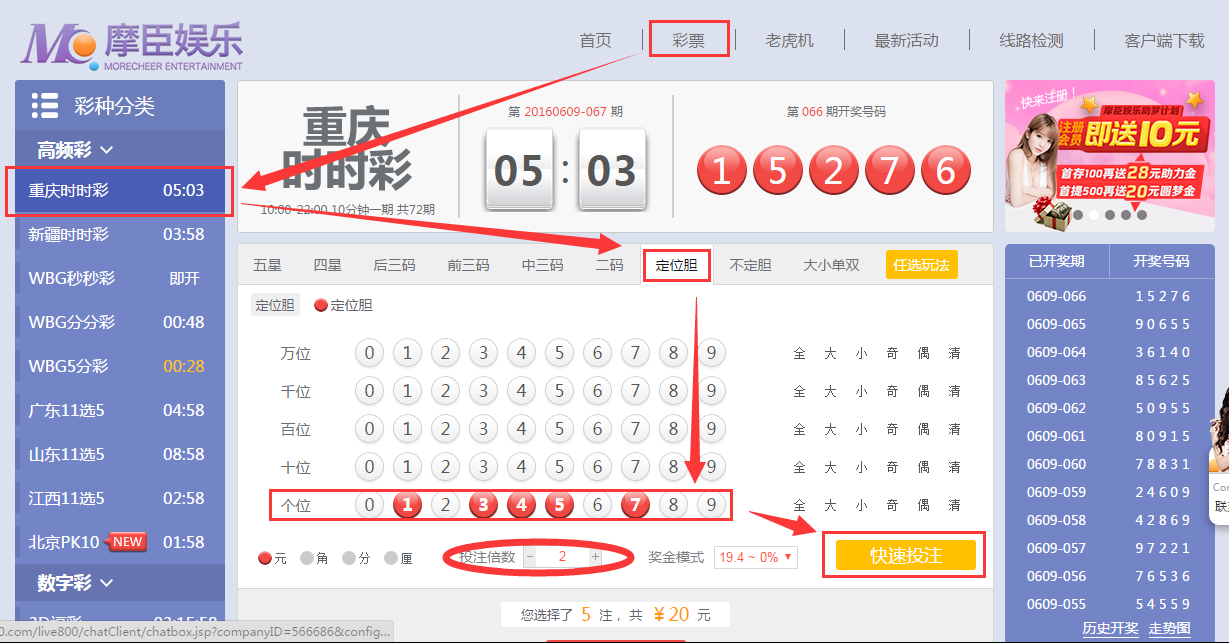 摩臣娱乐
MORECHEER ENTERTAINMENT
首页 彩票 老虎机 最新活动 线路检测 客户端下载
彩种分类
高频彩
重庆时时彩 05:03
新疆时时彩 03:58
WBG秒秒彩 即开
WBG分分彩 00:48
WBG5分彩 00:28
广东11选5 04:58
山东11选5 08:58
江西11选5 02:58
北京PK10 NEW 01:58
数字彩
0.com/live800/chatClient/chatbox.jsp?companyID=566686&config...
重庆
时时彩
10:00-22:00 10分钟一期 共72期
第 20160609-067 期
05 : 03
第 066 期开奖号码
1 5 2 7 6
五星 四星 后三码 前三码 中三码 二码 定位胆 不定胆 大小单双 任选玩法
定位胆 定位胆
万位 0 1 2 3 4 5 6 7 8 9 全 大 小 奇 偶 清
千位 0 1 2 3 4 5 6 7 8 9 全 大 小 奇 偶 清
百位 0 1 2 3 4 5 6 7 8 9 全 大 小 奇 偶 清
十位 0 1 2 3 4 5 6 7 8 9 全 大 小 奇 偶 清
个位 0 1 2 3 4 5 6 7 8 9 全 大 小 奇 偶 清
元 角 分 厘 投注倍数 − 2 + 奖金模式 19.4 ~ 0% ▼ 快速投注
您选择了 5 注，共 ￥20 元
快来注册！
摩臣娱乐助梦计划
注册会员 即送10元
首存100再送28元助力金
首提500再送20元圆梦金
已开奖期 开奖号码
0609-066 1 5 2 7 6
0609-065 9 0 6 5 5
0609-064 3 6 1 4 0
0609-063 8 5 6 2 5
0609-062 5 0 9 5 5
0609-061 8 0 9 1 5
0609-060 7 8 8 3 1
0609-059 2 4 6 0 9
0609-058 4 2 8 6 9
0609-057 9 7 2 2 1
0609-056 7 6 5 3 6
0609-055 5 4 5 5 9
历史开奖 走势图